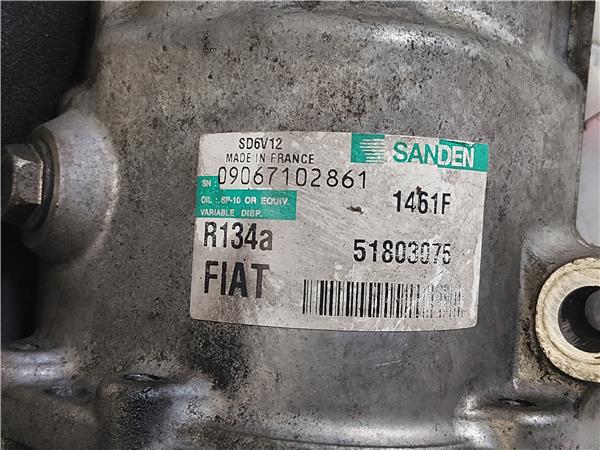 SD6V12
MADE IN FRANCE
SANDEN
SN : 09067102861
OIL : SP-10 OR EQUIV.
VARIABLE DISP.
1461F
R134a
51803075
FIAT